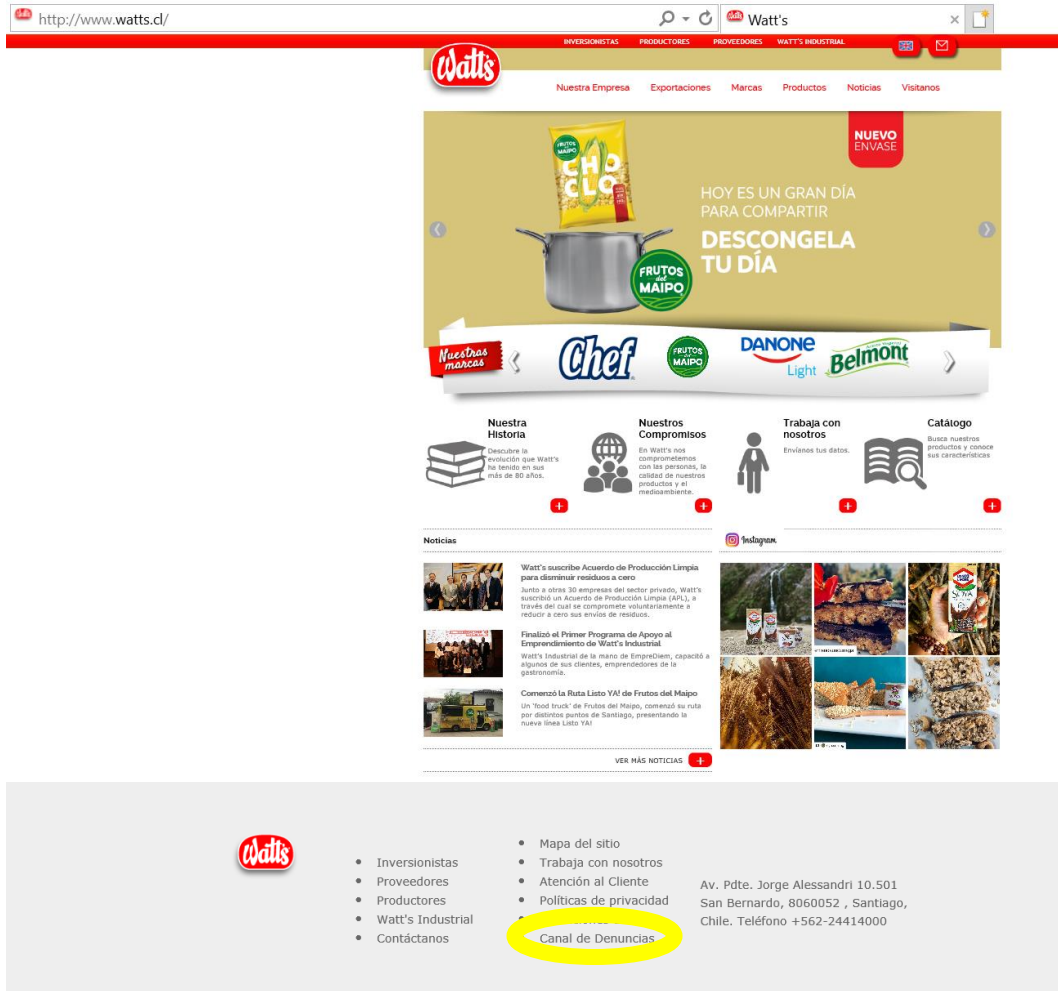 http://www.watts.cl/
Watt's
INVERSIONISTAS PRODUCTORES PROVEEDORES WATT'S INDUSTRIAL
Watt's
Nuestra Empresa Exportaciones Marcas Productos Noticias Visitanos
NUEVO
ENVASE
FRUTOS
del
MAIPO
CHO
CLO
HOY ES UN GRAN DÍA
PARA COMPARTIR
DESCONGELA
TU DÍA
FRUTOS
del
MAIPO
Nuestras
marcas
Chef
FRUTOS
del
MAIPO
DANONE
Light
Belmont
Nuestra
Historia
Descubre la
evolución que Watt's
ha tenido en sus
más de 80 años.
Nuestros
Compromisos
En Watt's nos
comprometemos
con las personas, la
calidad de nuestros
productos y el
medioambiente.
Trabaja con
nosotros
Envíanos tus datos.
Catálogo
Busca nuestros
productos y conoce
sus características
Noticias
Instagram
Watt's suscribe Acuerdo de Producción Limpia
para disminuir residuos a cero
Junto a otras 30 empresas del sector privado, Watt's
suscribió un Acuerdo de Producción Limpia (APL), a
través del cual se compromete voluntariamente a
reducir a cero sus envíos de residuos.
Finalizó el Primer Programa de Apoyo al
Emprendimiento de Watt's Industrial
Watt's Industrial de la mano de EmpreDiem, capacitó a
algunos de sus clientes, emprendedores de la
gastronomía.
Comenzó la Ruta Listo YA! de Frutos del Maipo
Un 'food truck' de Frutos del Maipo, comenzó su ruta
por distintos puntos de Santiago, presentando la
nueva línea Listo YA!
SOYA
VER MÁS NOTICIAS
Watt's
Inversionistas
Proveedores
Productores
Watt's Industrial
Contáctanos
Mapa del sitio
Trabaja con nosotros
Atención al Cliente
Políticas de privacidad
Canal de Denuncias
Av. Pdte. Jorge Alessandri 10.501
San Bernardo, 8060052 , Santiago,
Chile. Teléfono +562-24414000